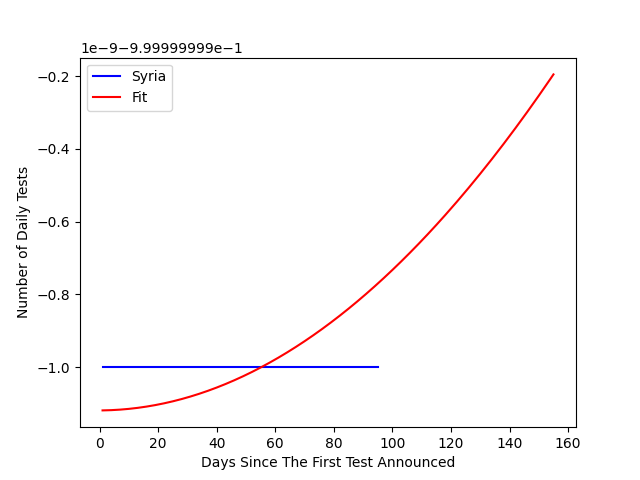 1e−9−9.99999999e−1
Syria
Fit
−0.2
−0.4
−0.6
−0.8
−1.0
Number of Daily Tests
0 20 40 60 80 100 120 140 160
Days Since The First Test Announced